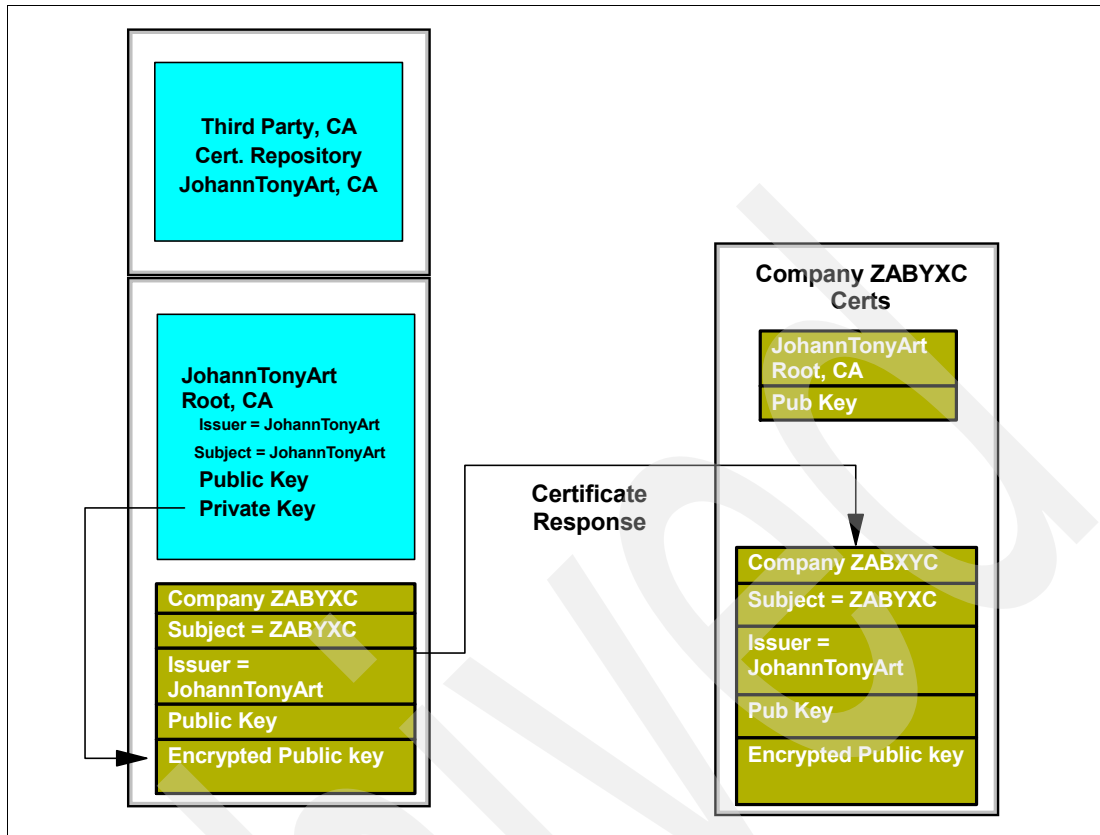 Third Party, CA
Cert. Repository
JohannTonyArt, CA
JohannTonyArt
Root, CA
Issuer = JohannTonyArt
Subject = JohannTonyArt
Public Key
Private Key
Company ZABYXC
Subject = ZABYXC
Issuer =
JohannTonyArt
Public Key
Encrypted Public key
Certificate
Response
Company ZABYXC
Certs
JohannTonyArt
Root, CA
Pub Key
Company ZABXYC
Subject = ZABYXC
Issuer =
JohannTonyArt
Pub Key
Encrypted Public key